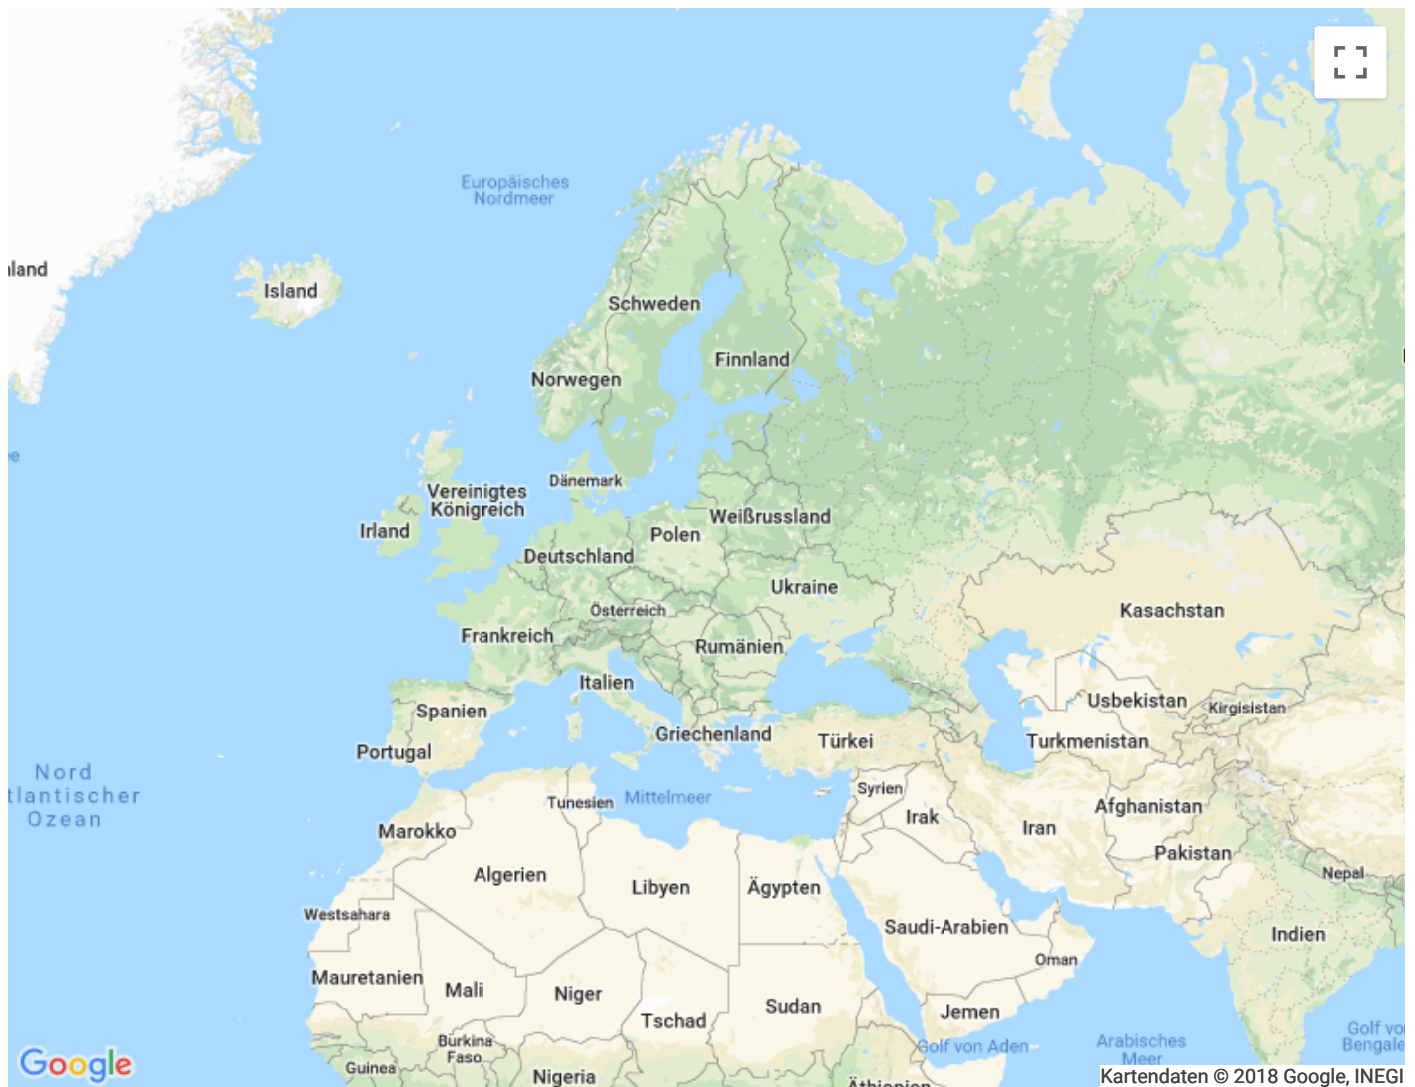 Europäisches
Nordmeer
land
Island
Schweden
Finnland
Norwegen
Dänemark
Vereinigtes
Königreich
Irland
Weißrussland
Polen
Deutschland
Ukraine
Österreich
Kasachstan
Frankreich
Rumänien
Italien
Usbekistan
Kirgisistan
Spanien
Griechenland
Türkei
Turkmenistan
Portugal
Nord
tlantischer
Ozean
Syrien
Tunesien
Mittelmeer
Afghanistan
Irak
Iran
Marokko
Pakistan
Algerien
Libyen
Ägypten
Nepal
Westsahara
Saudi-Arabien
Indien
Oman
Mauretanien
Mali
Niger
Sudan
Jemen
Tschad
Burkina
Faso
Golf von Aden
Arabisches
Meer
Golf vo
Bengale
Google
Guinea
Nigeria
Äthiopien
Kartendaten © 2018 Google, INEGI